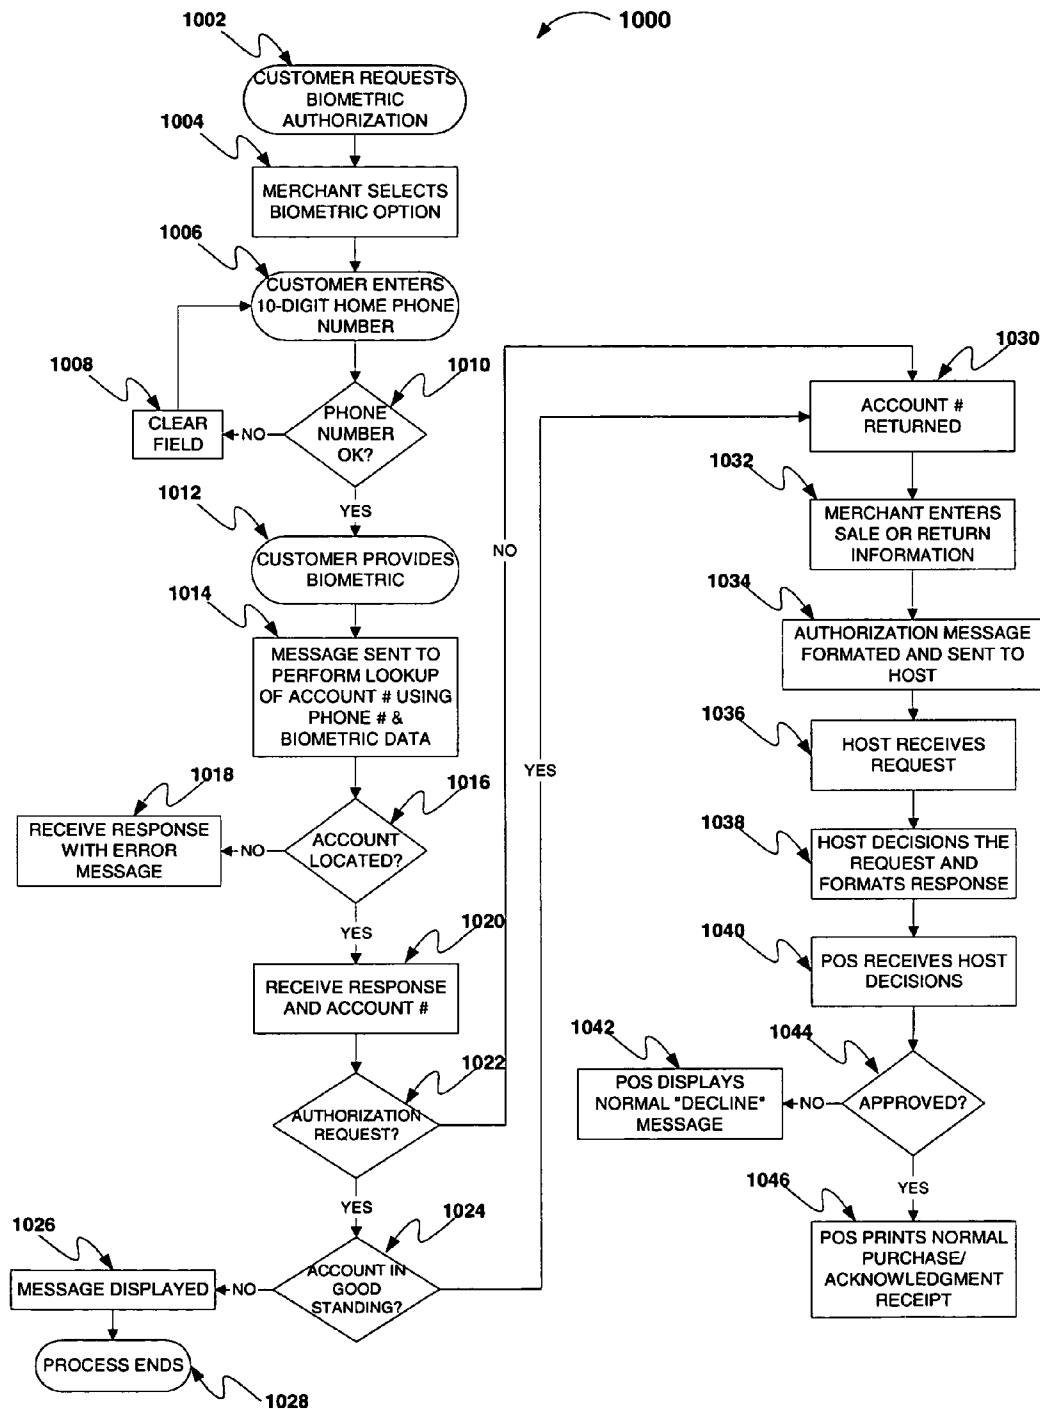 1000
1002
CUSTOMER REQUESTS
BIOMETRIC
AUTHORIZATION
1004
MERCHANT SELECTS
BIOMETRIC OPTION
1006
CUSTOMER ENTERS
10-DIGIT HOME PHONE
NUMBER
1008
CLEAR
FIELD
NO
1010
PHONE
NUMBER
OK?
YES
1012
CUSTOMER PROVIDES
BIOMETRIC
1014
MESSAGE SENT TO
PERFORM LOOKUP
OF ACCOUNT # USING
PHONE # &
BIOMETRIC DATA
1016
ACCOUNT
LOCATED?
NO
1018
RECEIVE RESPONSE
WITH ERROR
MESSAGE
YES
1020
RECEIVE RESPONSE
AND ACCOUNT #
1022
AUTHORIZATION
REQUEST?
NO
YES
1024
ACCOUNT IN
GOOD
STANDING?
YES
NO
1026
MESSAGE DISPLAYED
PROCESS ENDS
1028
1030
ACCOUNT #
RETURNED
1032
MERCHANT ENTERS
SALE OR RETURN
INFORMATION
1034
AUTHORIZATION MESSAGE
FORMATED AND SENT TO
HOST
1036
HOST RECEIVES
REQUEST
1038
HOST DECISIONS THE
REQUEST AND
FORMATS RESPONSE
1040
POS RECEIVES HOST
DECISIONS
1042
POS DISPLAYS
NORMAL "DECLINE"
MESSAGE
NO
1044
APPROVED?
YES
1046
POS PRINTS NORMAL
PURCHASE/
ACKNOWLEDGMENT
RECEIPT